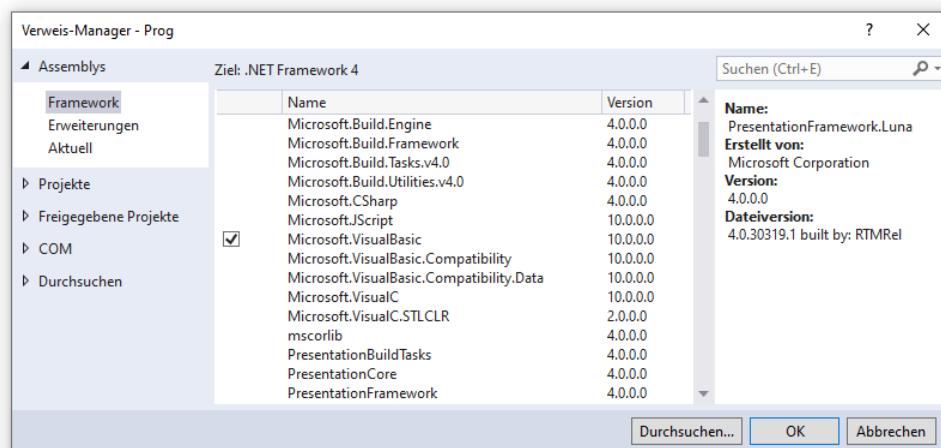 Verweis-Manager - Prog
Assemblys
Framework
Erweiterungen
Aktuell
Projekte
Freigegebene Projekte
COM
Durchsuchen
Ziel: .NET Framework 4
Name Version
Microsoft.Build.Engine 4.0.0.0
Microsoft.Build.Framework 4.0.0.0
Microsoft.Build.Tasks.v4.0 4.0.0.0
Microsoft.Build.Utilities.v4.0 4.0.0.0
Microsoft.CSharp 4.0.0.0
Microsoft.JScript 10.0.0.0
Microsoft.VisualBasic 10.0.0.0
Microsoft.VisualBasic.Compatibility 10.0.0.0
Microsoft.VisualBasic.Compatibility.Data 10.0.0.0
Microsoft.VisualC 10.0.0.0
Microsoft.VisualC.STLCLR 2.0.0.0
mscorlib 4.0.0.0
PresentationBuildTasks 4.0.0.0
PresentationCore 4.0.0.0
PresentationFramework 4.0.0.0
Suchen (Ctrl+E)
Name:
PresentationFramework.Luna
Erstellt von:
Microsoft Corporation
Version:
4.0.0.0
Dateiversion:
4.0.30319.1 built by: RTMRel
Durchsuchen... OK Abbrechen